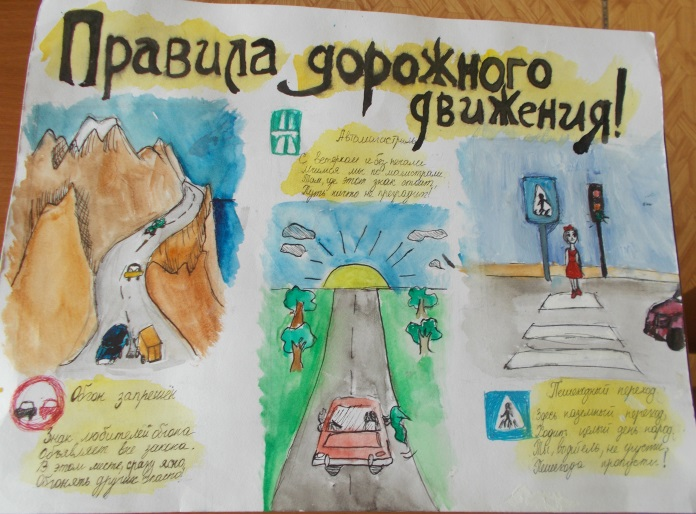 Правила дорожного
движения!
Автомагистраль
С ветерком и без печали
Мчимся мы по магистрали
Там, где этот знак стоит,
Путь ничто не преградит!
Обгон запрещён
Знак любителей обгона
Объявляет вне закона.
В этом месте, сразу ясно,
Обгонять других опасно
Пешеходный переход
Здесь наземный переход,
Ходит целый день народ.
Ты, водитель, не грусти,
Пешехода пропусти!